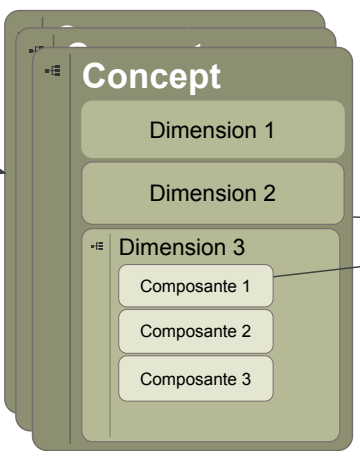 Concept
Dimension 1
Dimension 2
Dimension 3
Composante 1
Composante 2
Composante 3